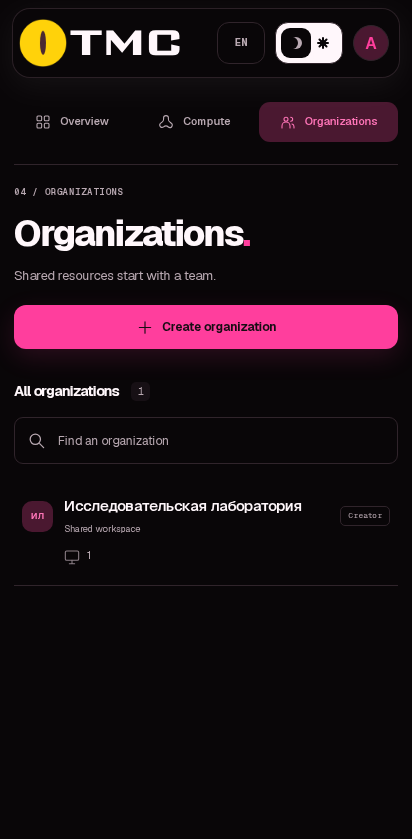 TMC
EN
A
Overview
Compute
Organizations
04 / ORGANIZATIONS
Organizations.
Shared resources start with a team.
Create organization
All organizations 1
Find an organization
ИЛ
Исследовательская лаборатория
Creator
Shared workspace
1